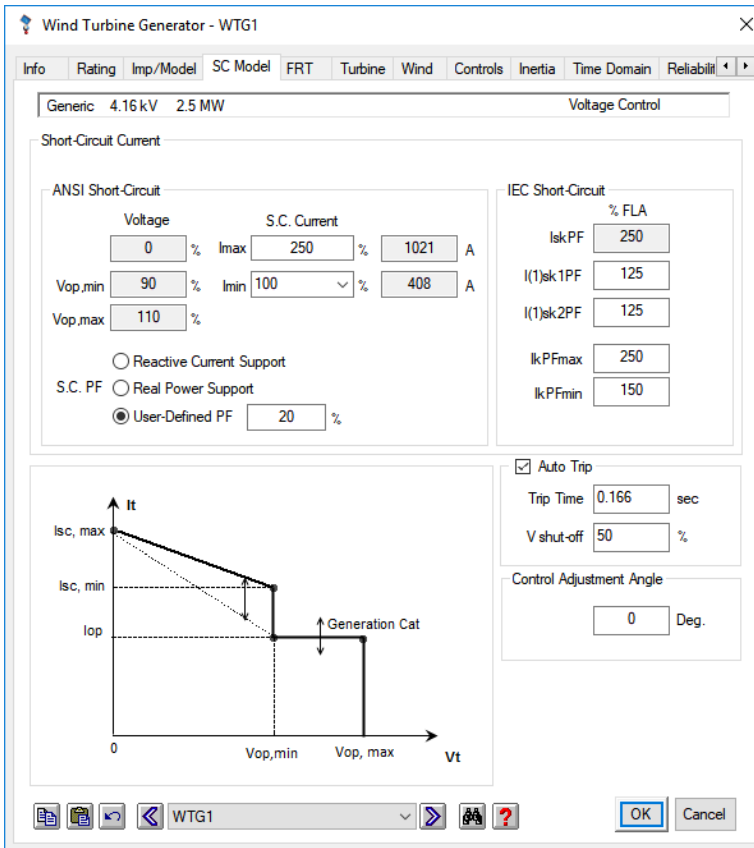 Wind Turbine Generator - WTG1
Info Rating Imp/Model SC Model FRT Turbine Wind Controls Inertia Time Domain Reliabilit
Generic 4.16 kV 2.5 MW Voltage Control
Short-Circuit Current
ANSI Short-Circuit
Voltage S.C. Current
0 % Imax 250 % 1021 A
Vop,min 90 % Imin 100 % 408 A
Vop,max 110 %
Reactive Current Support
S.C. PF Real Power Support
User-Defined PF 20 %
IEC Short-Circuit
% FLA
IskPF 250
I(1)sk1PF 125
I(1)sk2PF 125
IkPFmax 250
IkPFmin 150
Auto Trip
Trip Time 0.166 sec
V shut-off 50 %
Control Adjustment Angle
0 Deg.
It
Isc, max
Isc, min
Iop
Generation Cat
0 Vop,min Vop, max Vt
WTG1 ? OK Cancel